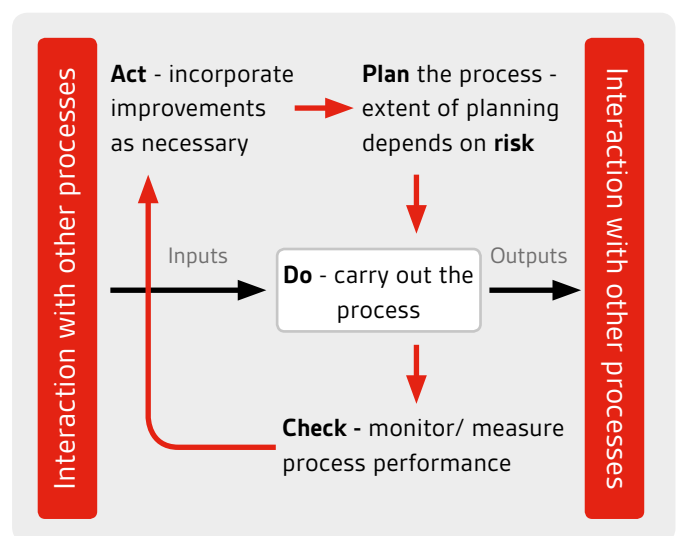 Interaction with other processes
Act - incorporate
improvements
as necessary
Plan the process -
extent of planning
depends on risk
Inputs
Do - carry out the
process
Outputs
Check - monitor/ measure
process performance
Interaction with other processes